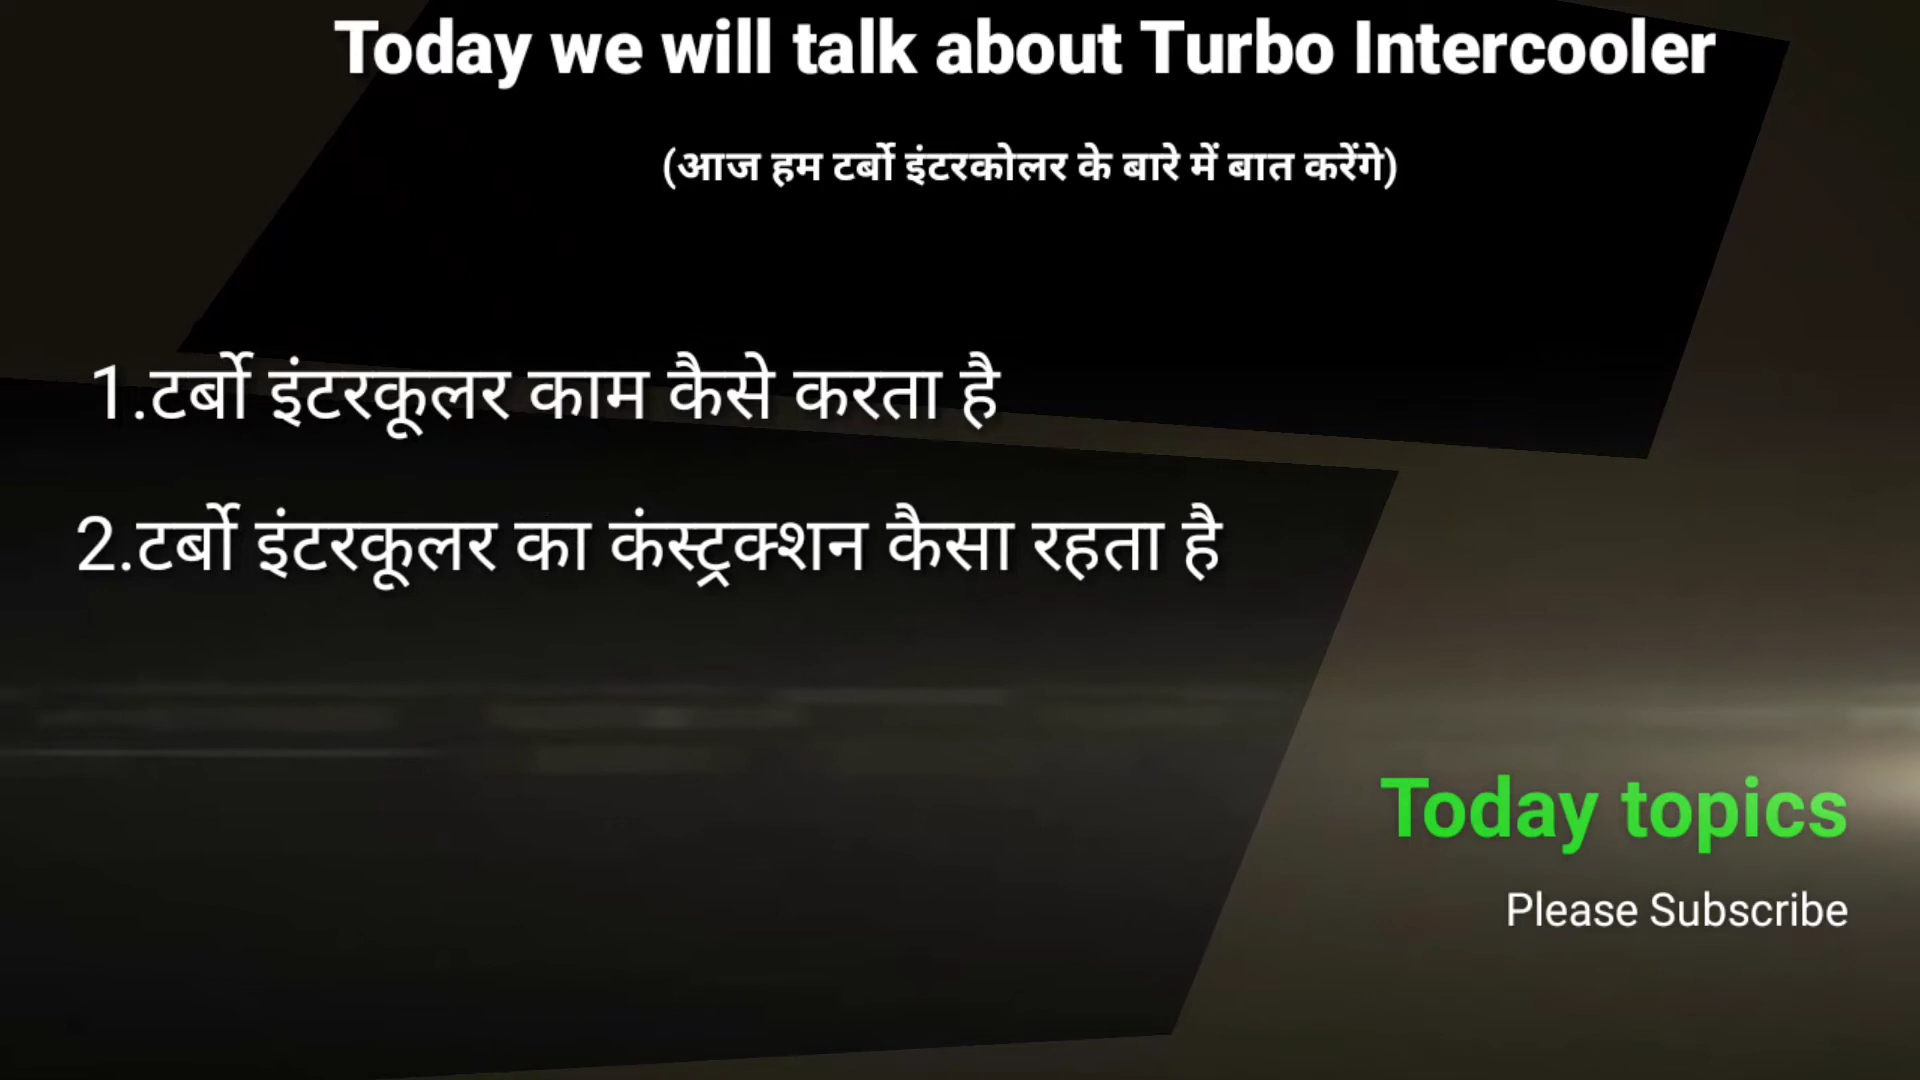 Today we will talk about Turbo Intercooler
(आज हम टर्बो इंटरकोलर के बारे में बात करेंगे)
1.टर्बो इंटरकूलर काम कैसे करता है
2.टर्बो इंटरकूलर का कंस्ट्रक्शन कैसा रहता है
Today topics
Please Subscribe